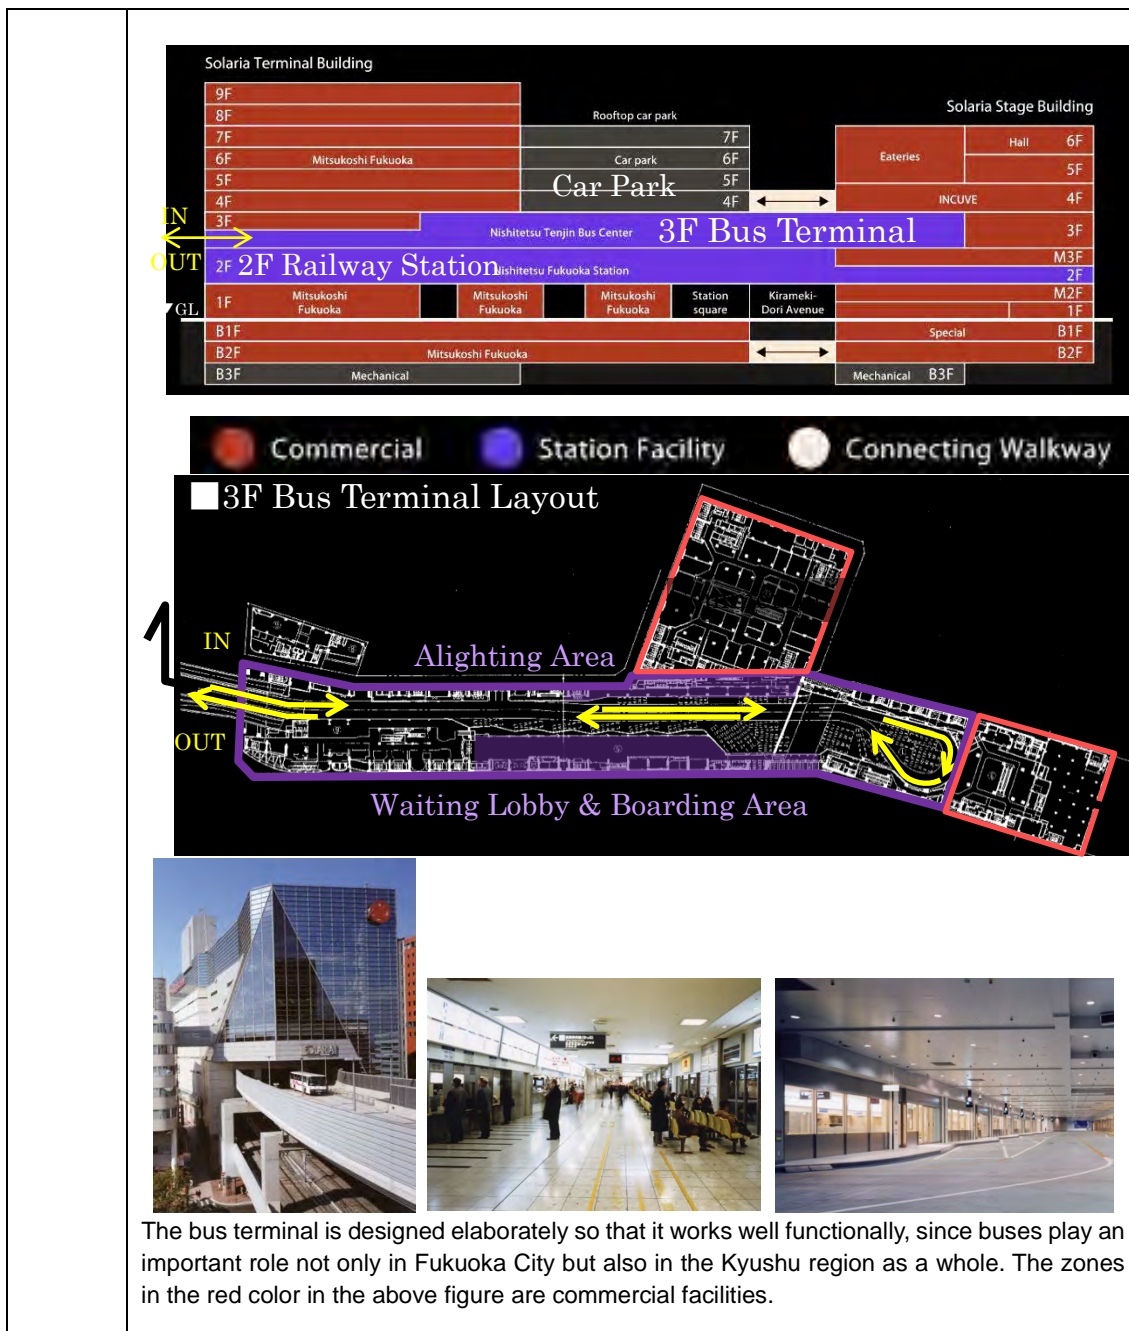 Solaria Terminal Building
Solaria Stage Building
9F
8F
Rooftop car park
7F
7F
6F
Mitsukoshi Fukuoka
Car park
6F
Eateries
Hall
6F
5F
Car Park
5F
5F
4F
4F
INCUVE
4F
IN
3F
Nishitetsu Tenjin Bus Center
3F Bus Terminal
3F
OUT
2F
2F Railway Station
Nishitetsu Fukuoka Station
M3F
2F
▼GL
1F
Mitsukoshi
Fukuoka
Mitsukoshi
Fukuoka
Mitsukoshi
Fukuoka
Station
square
Kirameki-
Dori Avenue
M2F
1F
B1F
Special
B1F
B2F
Mitsukoshi Fukuoka
B2F
B3F
Mechanical
Mechanical B3F
Commercial
Station Facility
Connecting Walkway
■3F Bus Terminal Layout
IN
Alighting Area
OUT
Waiting Lobby & Boarding Area
The bus terminal is designed elaborately so that it works well functionally, since buses play an
important role not only in Fukuoka City but also in the Kyushu region as a whole. The zones
in the red color in the above figure are commercial facilities.